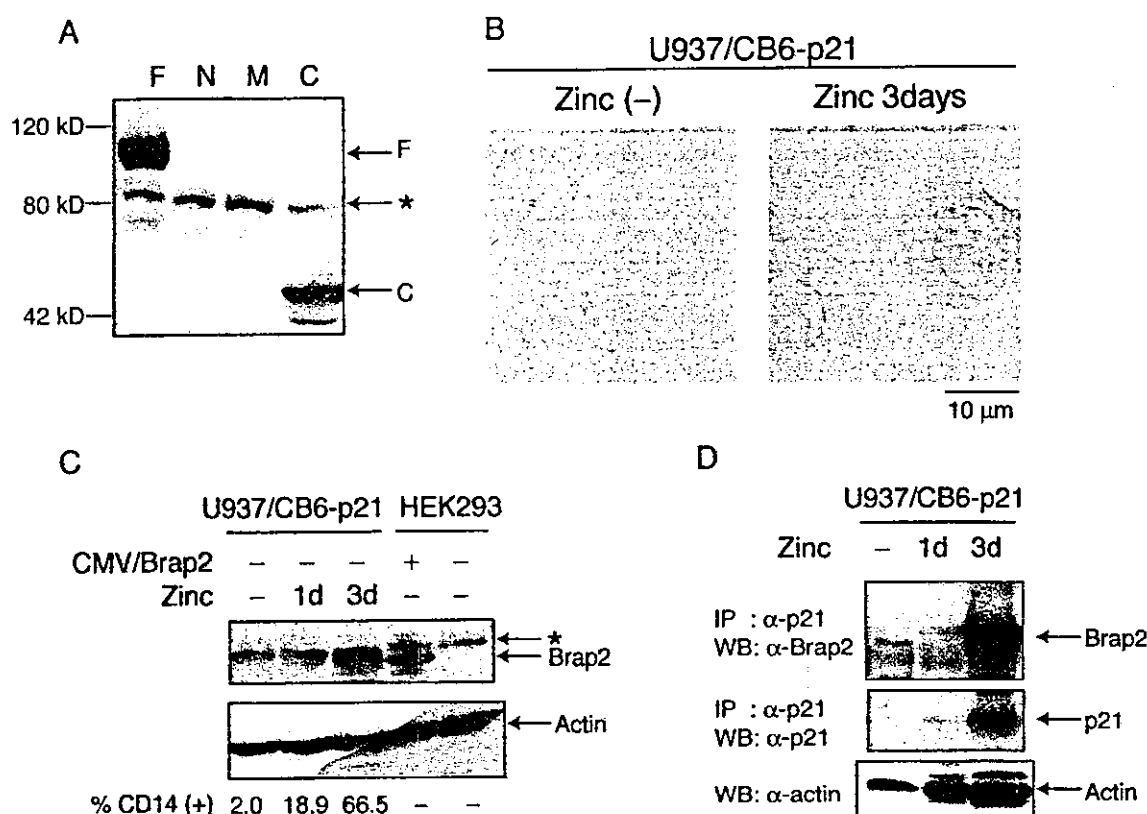 A
F N M C
120 kD
80 kD
42 kD
F
*
C
B
U937/CB6-p21
Zinc (–)
Zinc 3days
10 μm
C
U937/CB6-p21 HEK293
CMV/Brap2 – – – + –
Zinc – 1d 3d – –
*
Brap2
Actin
% CD14 (+) 2.0 18.9 66.5 – –
D
U937/CB6-p21
Zinc – 1d 3d
IP : α-p21
WB: α-Brap2
Brap2
IP : α-p21
WB: α-p21
p21
WB: α-actin
Actin